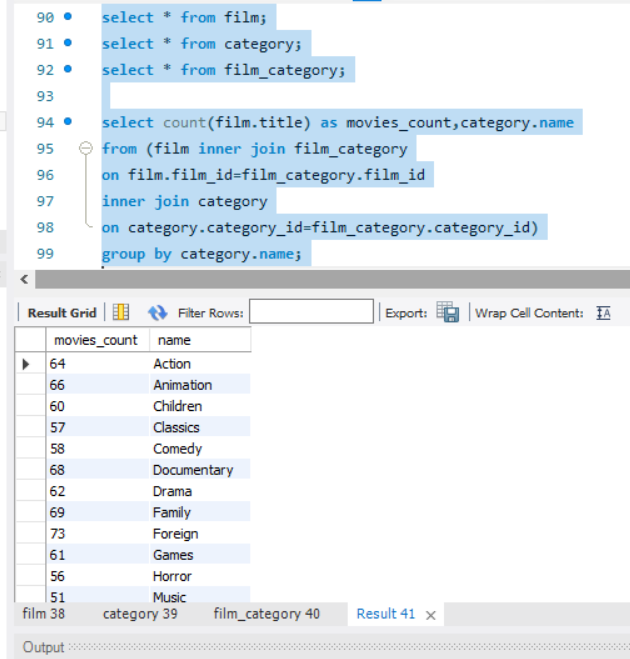 90 select * from film;
91 select * from category;
92 select * from film_category;
93
94 select count(film.title) as movies_count,category.name
95 from (film inner join film_category
96 on film.film_id=film_category.film_id
97 inner join category
98 on category.category_id=film_category.category_id)
99 group by category.name;
Result Grid Filter Rows: Export: Wrap Cell Content:
movies_count name
64 Action
66 Animation
60 Children
57 Classics
58 Comedy
68 Documentary
62 Drama
69 Family
73 Foreign
61 Games
56 Horror
51 Music
film 38 category 39 film_category 40 Result 41
Output